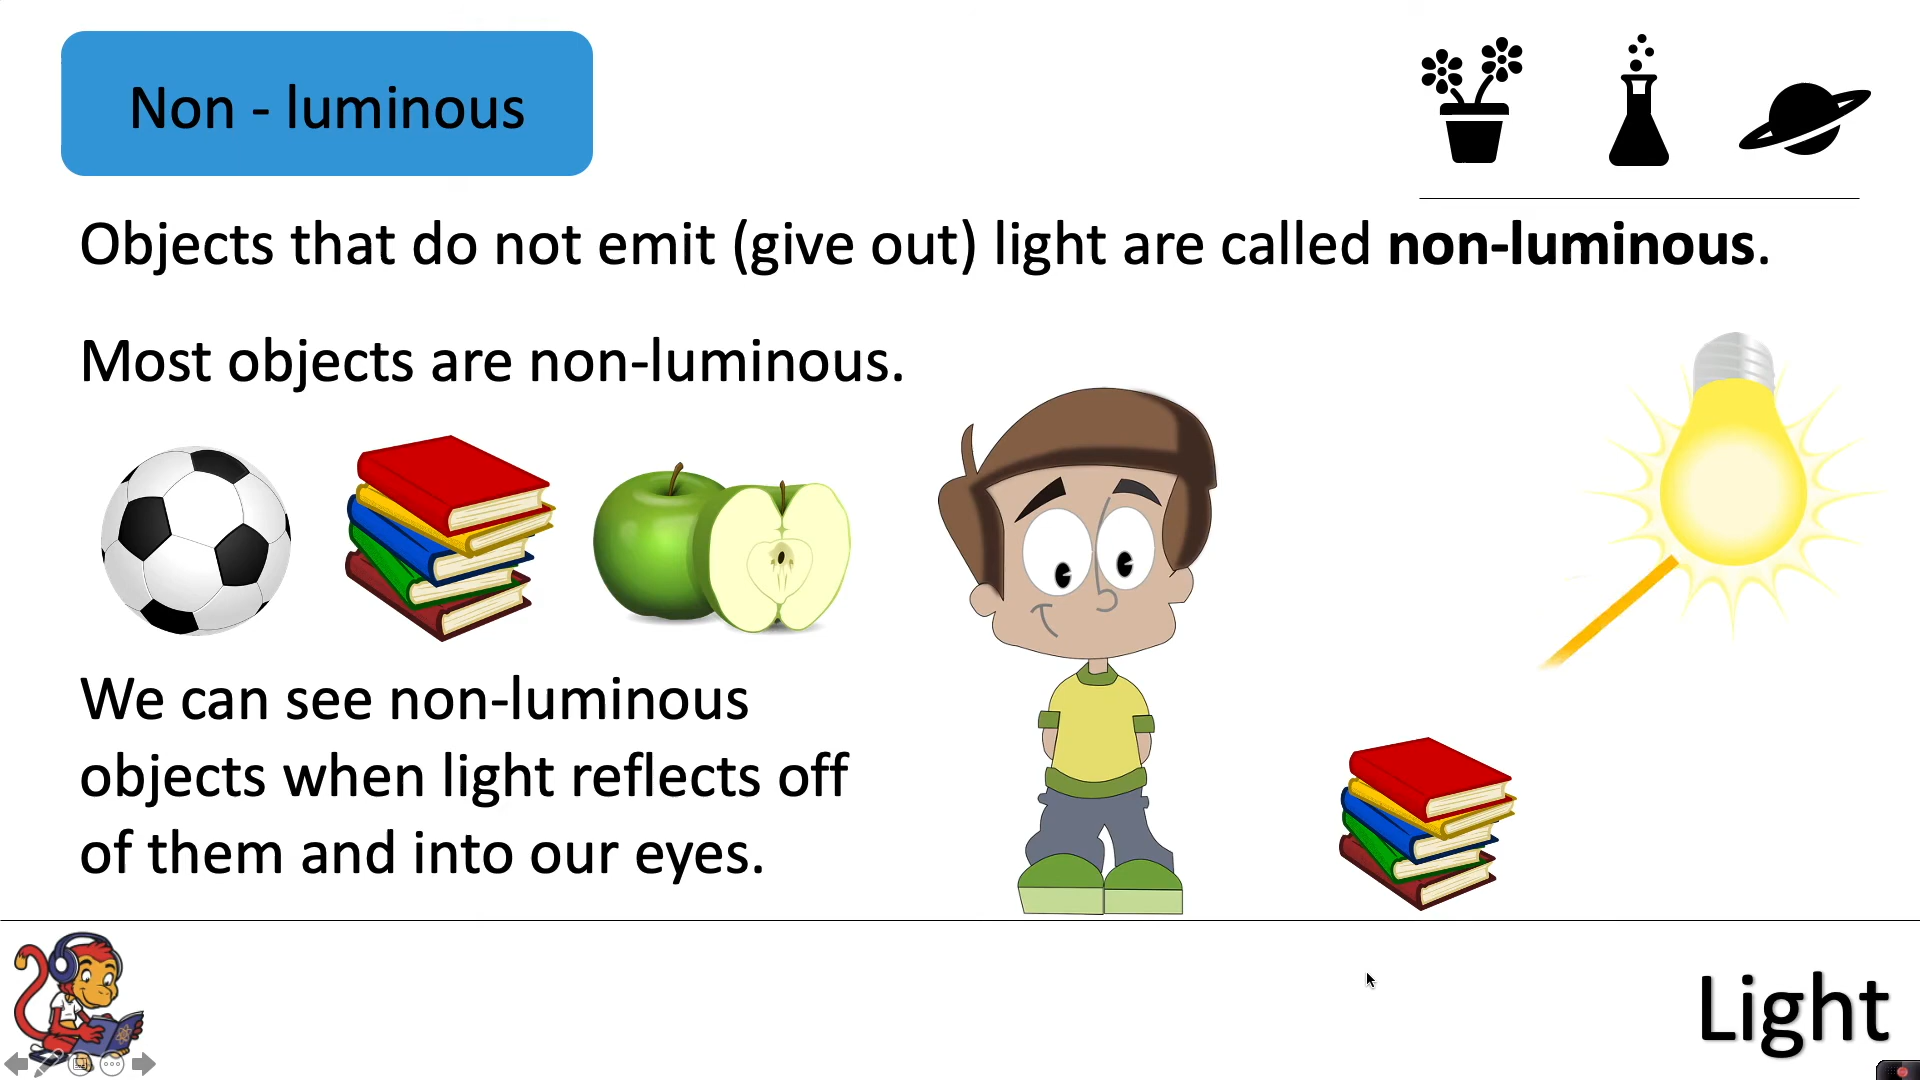 Non - luminous
Objects that do not emit (give out) light are called non-luminous.
Most objects are non-luminous.
We can see non-luminous
objects when light reflects off
of them and into our eyes.
Light